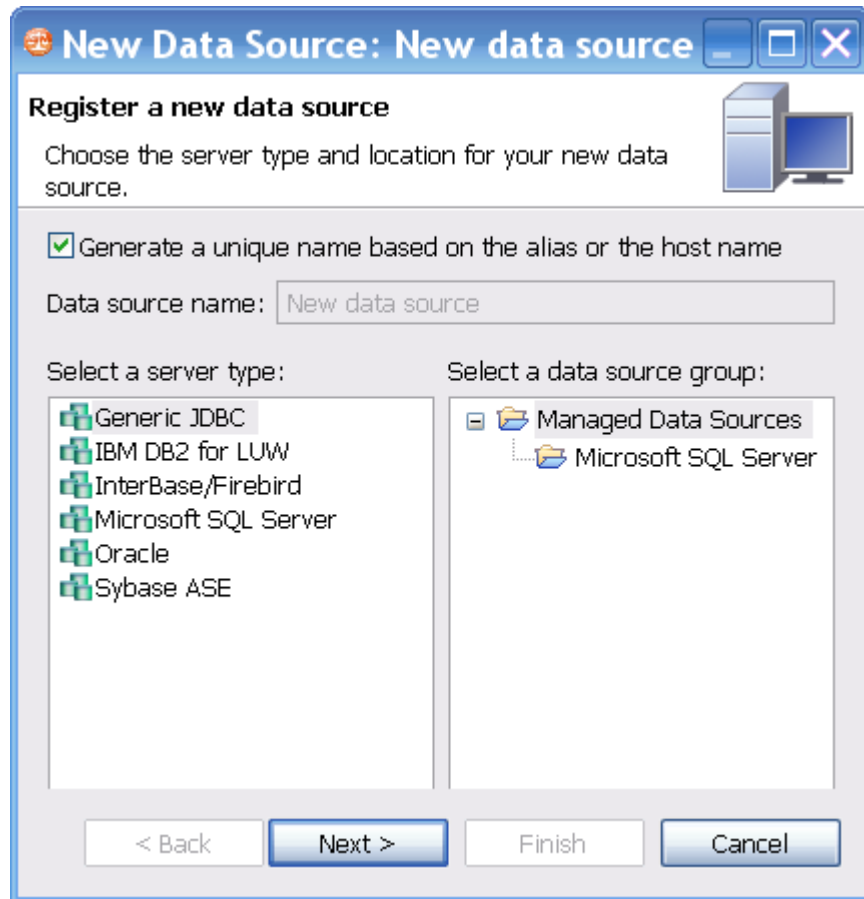 New Data Source: New data source
Register a new data source
Choose the server type and location for your new data
source.
Generate a unique name based on the alias or the host name
Data source name: New data source
Select a server type:
Generic JDBC
IBM DB2 for LUW
InterBase/Firebird
Microsoft SQL Server
Oracle
Sybase ASE
Select a data source group:
Managed Data Sources
Microsoft SQL Server
< Back
Next >
Finish
Cancel